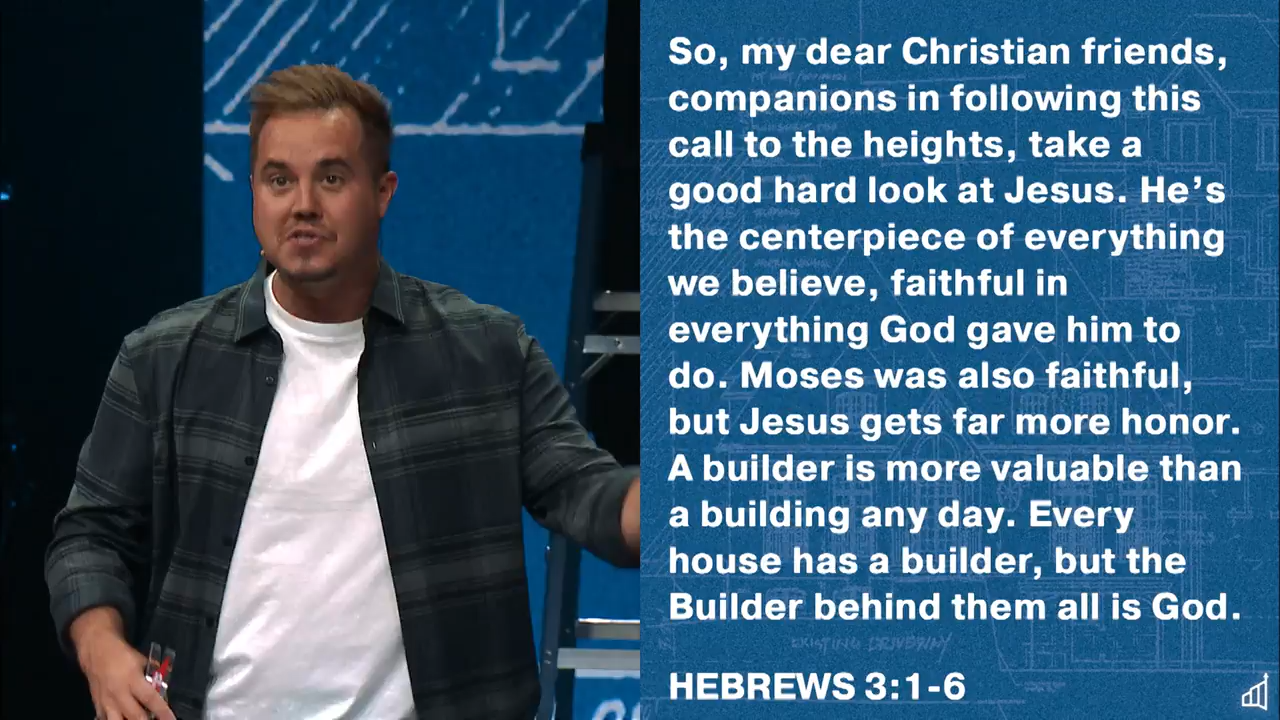 So, my dear Christian friends,
companions in following this
call to the heights, take a
good hard look at Jesus. He’s
the centerpiece of everything
we believe, faithful in
everything God gave him to
do. Moses was also faithful,
but Jesus gets far more honor.
A builder is more valuable than
a building any day. Every
house has a builder, but the
Builder behind them all is God.
EXISTING DRIVEWAY
HEBREWS 3:1-6